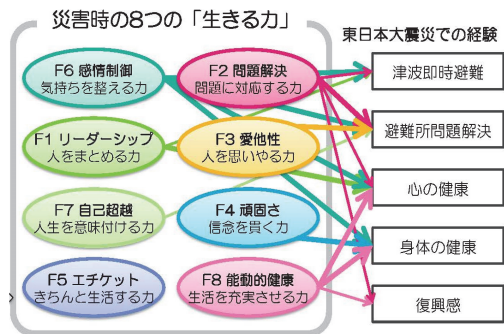 災害時の8つの「生きる力」
東日本大震災での経験
F6 感情制御
気持ちを整える力
F2 問題解決
問題に対応する力
津波即時避難
F1 リーダーシップ
人をまとめる力
F3 愛他性
人を思いやる力
避難所問題解決
心の健康
F7 自己超越
人生を意味付ける力
F4 頑固さ
信念を貫く力
身体の健康
F5 エチケット
きちんと生活する力
F8 能動的健康
生活を充実させる力
復興感